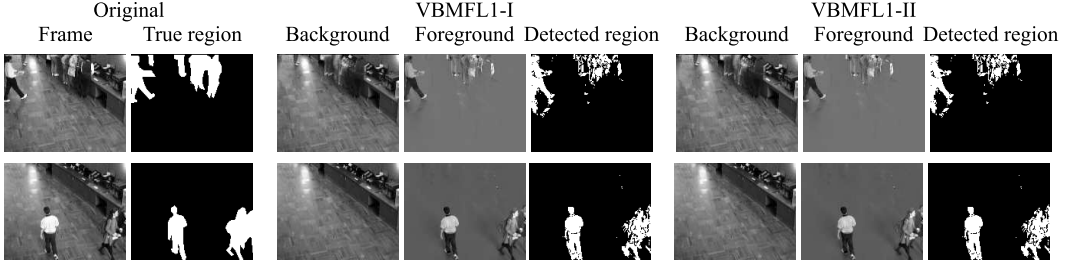 Original VBMFL1-I VBMFL1-II
Frame True region Background Foreground Detected region Background Foreground Detected region